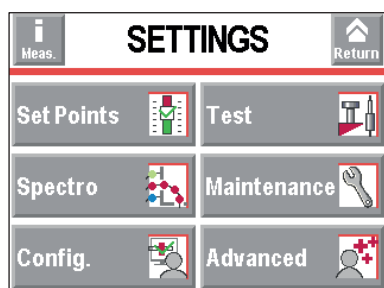 i
Meas.
SETTINGS
Return
Set Points
Test
Spectro
Maintenance
Config.
Advanced